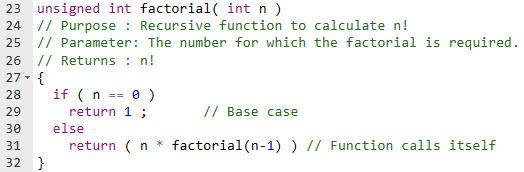 23 unsigned int factorial( int n )
24 // Purpose : Recursive function to calculate n!
25 // Parameter: The number for which the factorial is required.
26 // Returns : n!
27 {
28   if ( n == 0 )
29     return 1 ;       // Base case
30   else
31     return ( n * factorial(n-1) ) // Function calls itself
32 }